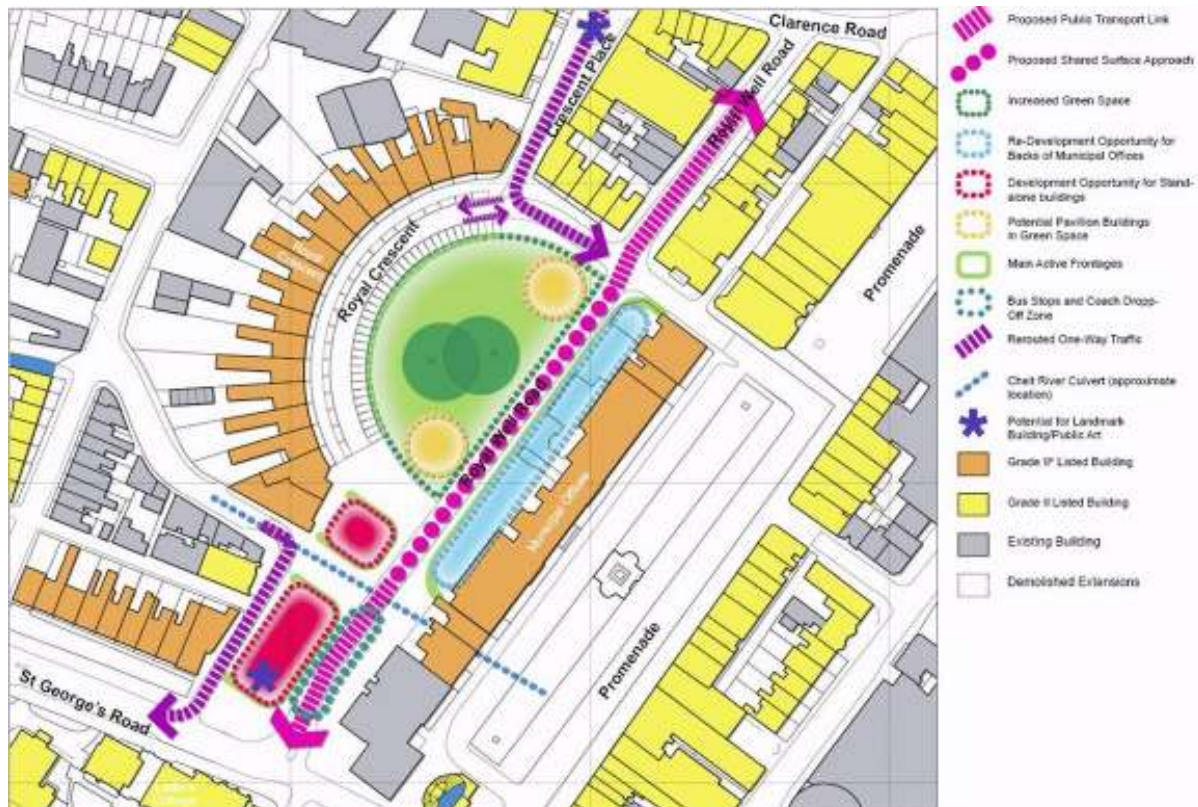 Clarence Road
Crescent Place
Royal Well Road
Promenade
Royal Crescent
Royal Well Road
Municipal Offices
Promenade
St George's Road
Proposed Public Transport Link
Proposed Shared Surface Approach
Increased Green Space
Re-Development Opportunity for
Backs of Municipal Offices
Development Opportunity for Stand-
alone buildings
Potential Pavilion Buildings
in Green Space
Main Active Frontages
Bus Stops and Coach Dropp-
Off Zone
Rerouted One-Way Traffic
Chelt River Culvert (approximate
location)
Potential for Landmark
Building/Public Art
Grade II* Listed Building
Grade II Listed Building
Existing Building
Demolished Extensions